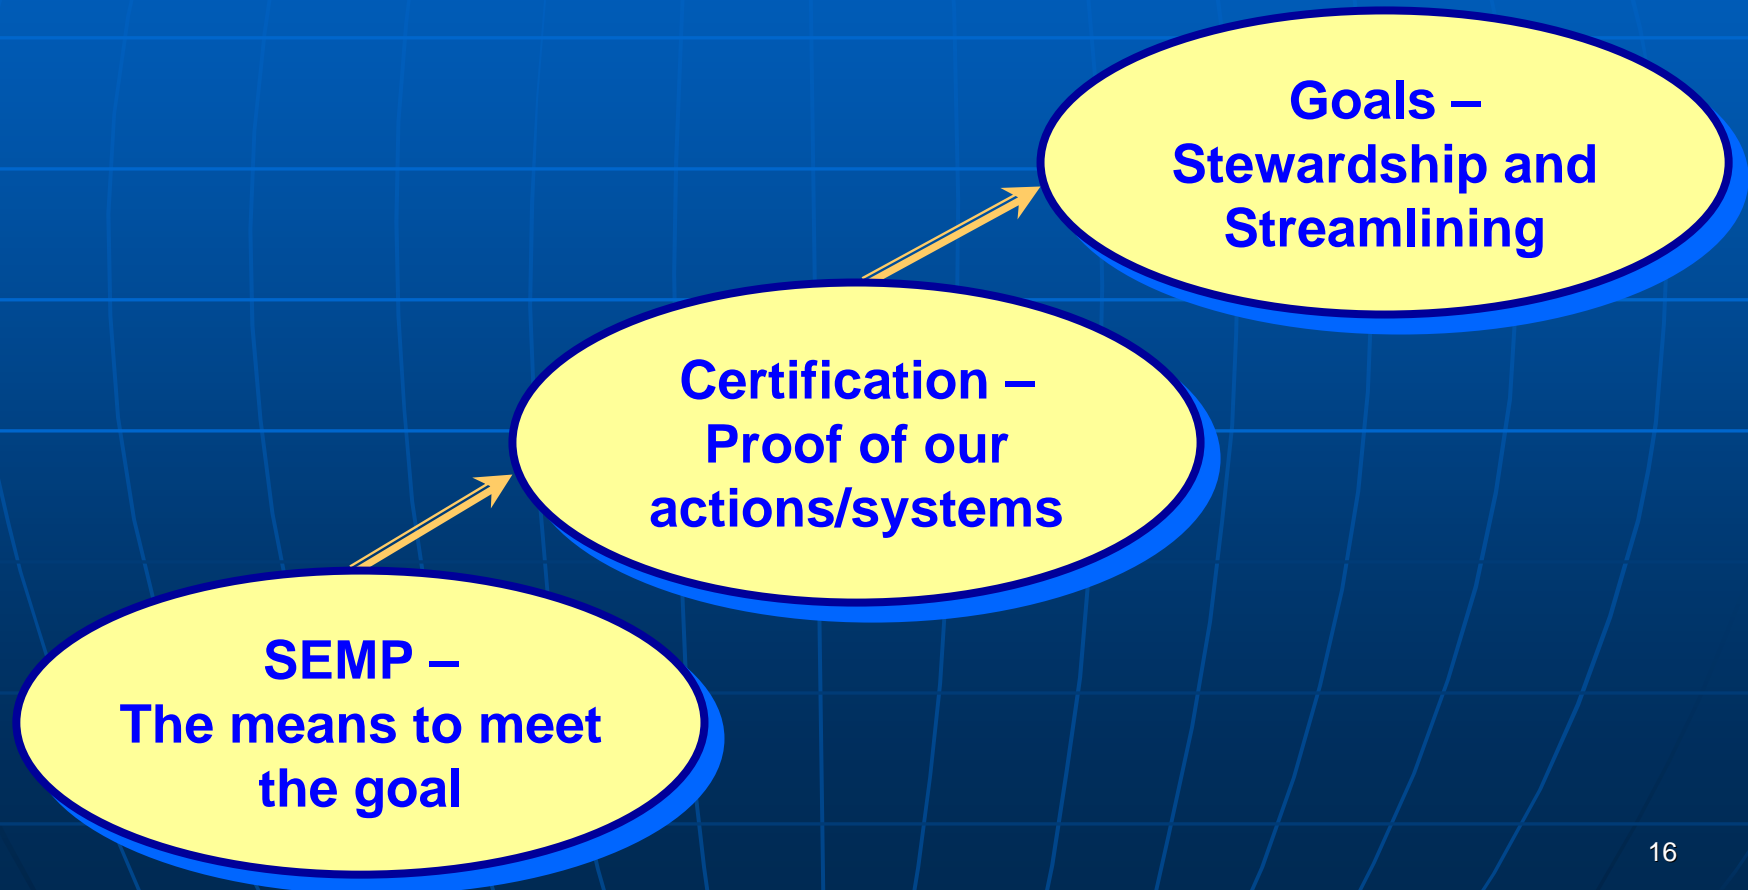 Goals –
Stewardship and
Streamlining
Certification –
Proof of our
actions/systems
SEMP –
The means to meet
the goal
16